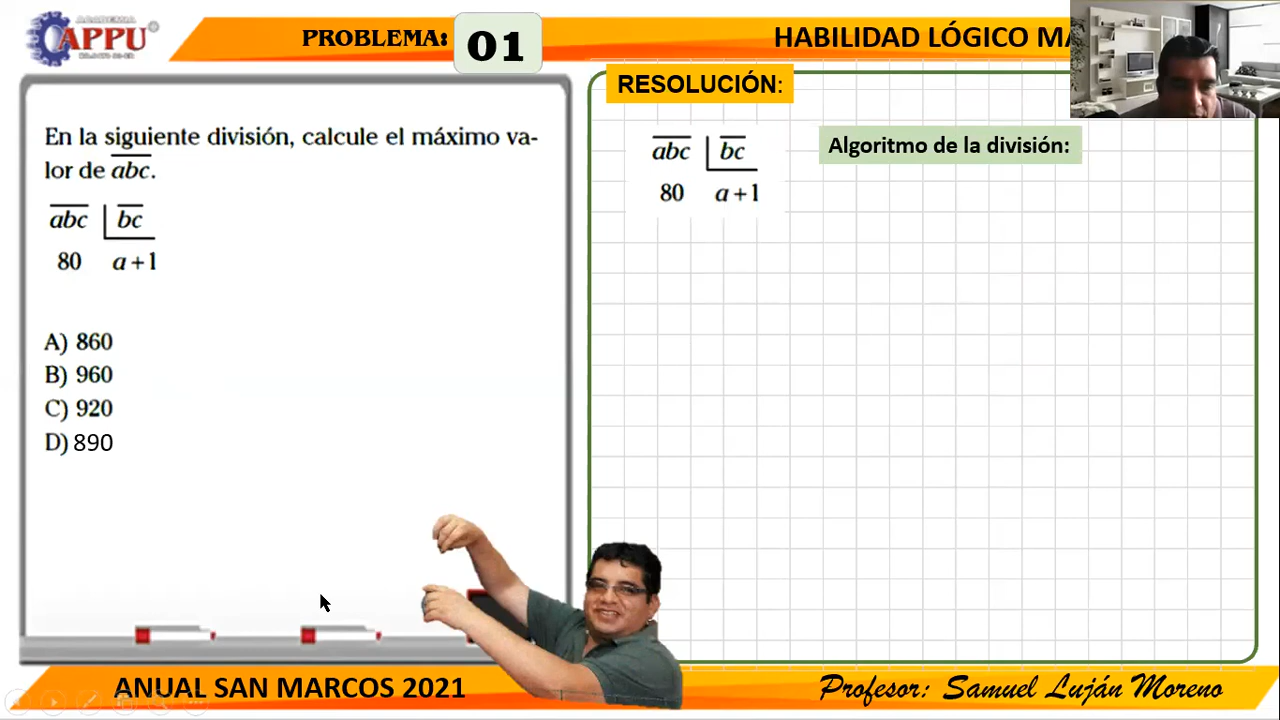 ACADEMIA
APPU
PROBLEMA:
01
HABILIDAD LÓGICO
En la siguiente división, calcule el máximo va-
lor de abc.
abc bc
80 a+1
A) 860
B) 960
C) 920
D) 890
RESOLUCIÓN:
abc bc
80 a+1
Algoritmo de la división:
ANUAL SAN MARCOS 2021
Profesor: Samuel Luján Moreno